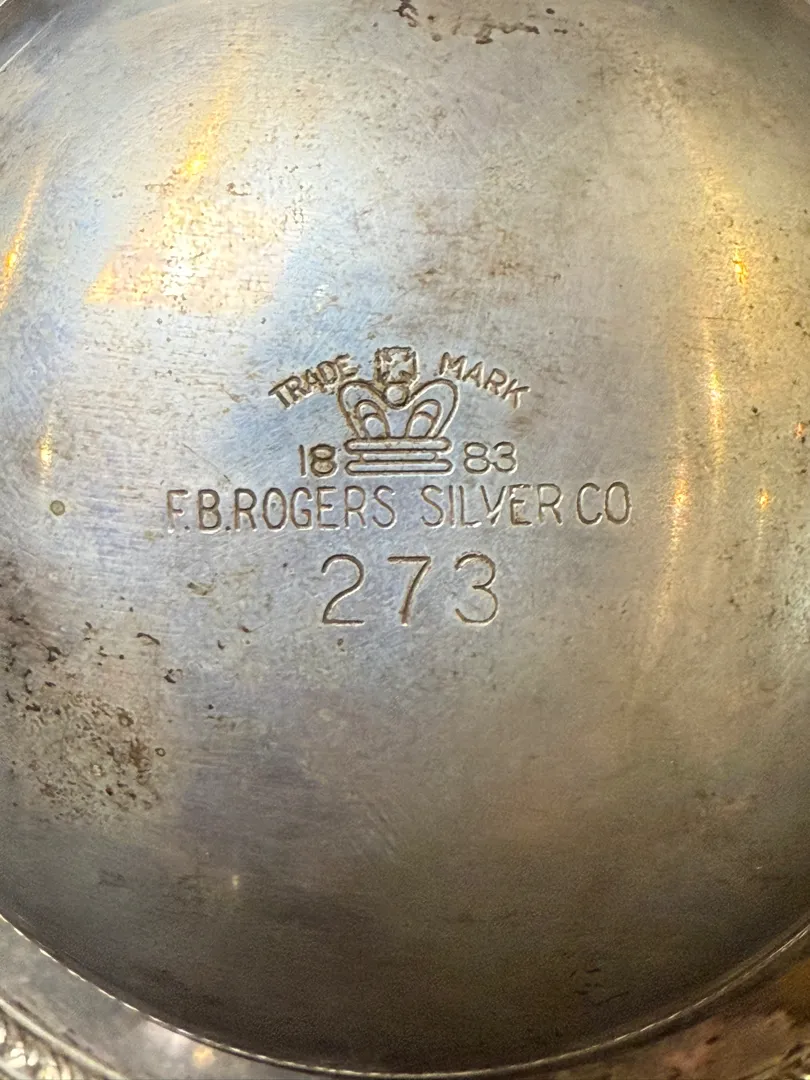 TRADE MARK
18 83
F.B.ROGERS SILVER CO
273